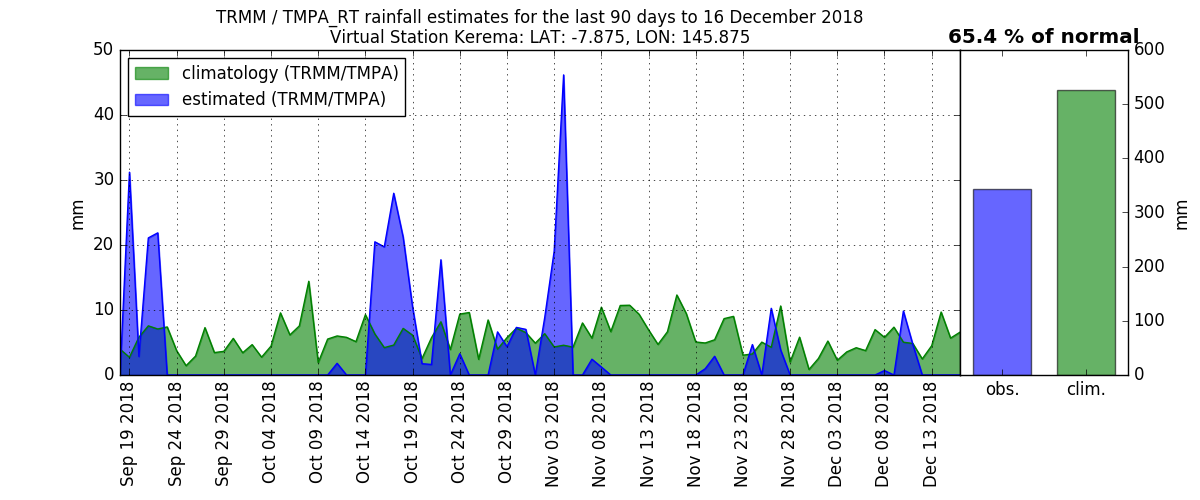 TRMM / TMPA_RT rainfall estimates for the last 90 days to 16 December 2018
Virtual Station Kerema: LAT: -7.875, LON: 145.875
65.4 % of normal
climatology (TRMM/TMPA)
estimated (TRMM/TMPA)
50
40
30
20
10
0
mm
Sep 19 2018
Sep 24 2018
Sep 29 2018
Oct 04 2018
Oct 09 2018
Oct 14 2018
Oct 19 2018
Oct 24 2018
Oct 29 2018
Nov 03 2018
Nov 08 2018
Nov 13 2018
Nov 18 2018
Nov 23 2018
Nov 28 2018
Dec 03 2018
Dec 08 2018
Dec 13 2018
obs.
clim.
600
500
400
300
200
100
0
mm